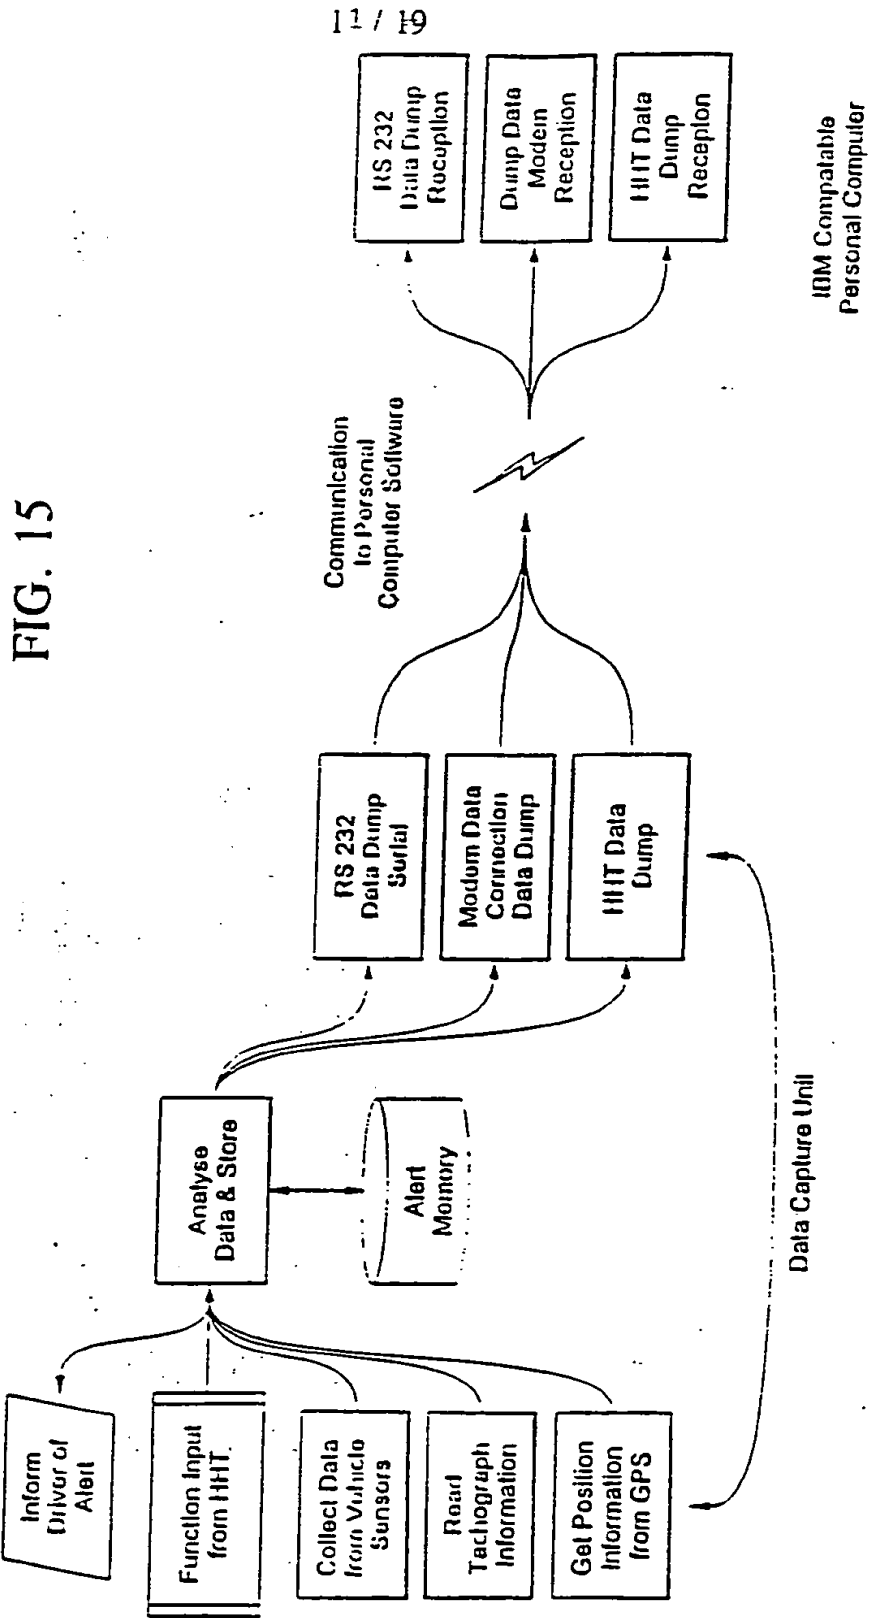 11 / 19
FIG. 15
Inform
Driver of
Alert
Function Input
from HHT.
Collect Data
from Vehicle
Sensors
Read
Tachograph
Information
Get Position
Information
from GPS
Analyse
Data & Store
Alert
Memory
RS 232
Data Dump
Serial
Modem Data
Connection
Data Dump
HHT Data
Dump
Data Capture Unit
Communication
to Personal
Computer Software
RS 232
Data Dump
Reception
Dump Data
Modem
Reception
HHT Data
Dump
Reception
IBM Compatable
Personal Computer